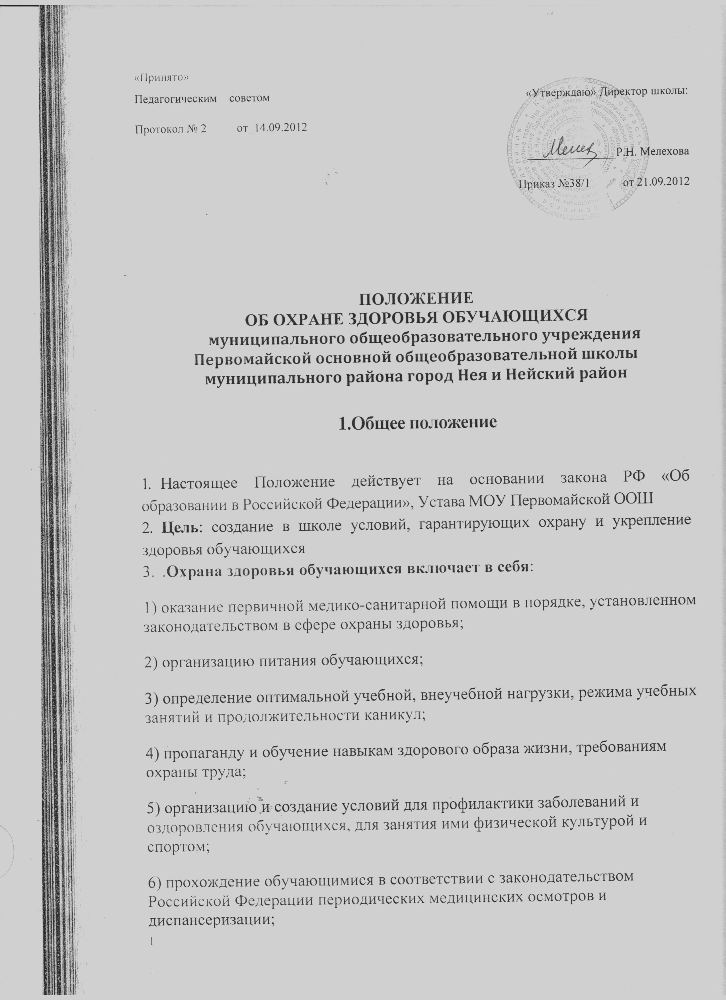 «Принято»
Педагогическим советом
Протокол № 2 от_14.09.2012
«Утверждаю» Директор школы:
Р.Н. Мелехова
Приказ №38/1 от 21.09.2012
ПОЛОЖЕНИЕ
ОБ ОХРАНЕ ЗДОРОВЬЯ ОБУЧАЮЩИХСЯ
муниципального общеобразовательного учреждения
Первомайской основной общеобразовательной школы
муниципального района город Нея и Нейский район
1.Общее положение
1. Настоящее Положение действует на основании закона РФ «Об
образовании в Российской Федерации», Устава МОУ Первомайской ООШ
2. Цель: создание в школе условий, гарантирующих охрану и укрепление
здоровья обучающихся
3. .Охрана здоровья обучающихся включает в себя:
1) оказание первичной медико-санитарной помощи в порядке, установленном
законодательством в сфере охраны здоровья;
2) организацию питания обучающихся;
3) определение оптимальной учебной, внеучебной нагрузки, режима учебных
занятий и продолжительности каникул;
4) пропаганду и обучение навыкам здорового образа жизни, требованиям
охраны труда;
5) организацию и создание условий для профилактики заболеваний и
оздоровления обучающихся, для занятия ими физической культурой и
спортом;
6) прохождение обучающимися в соответствии с законодательством
Российской Федерации периодических медицинских осмотров и
диспансеризации;
1